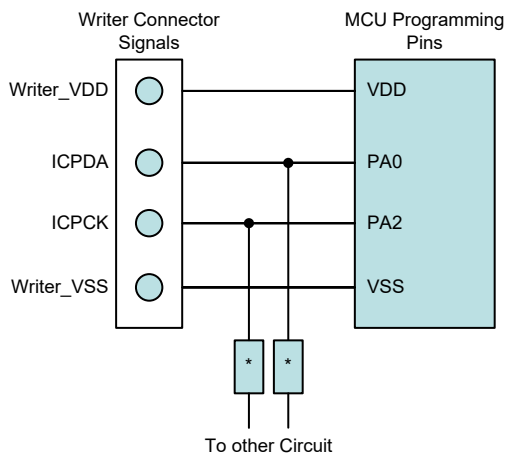 Writer Connector
Signals
MCU Programming
Pins
Writer_VDD
VDD
ICPDA
PA0
ICPCK
PA2
Writer_VSS
VSS
* *
To other Circuit